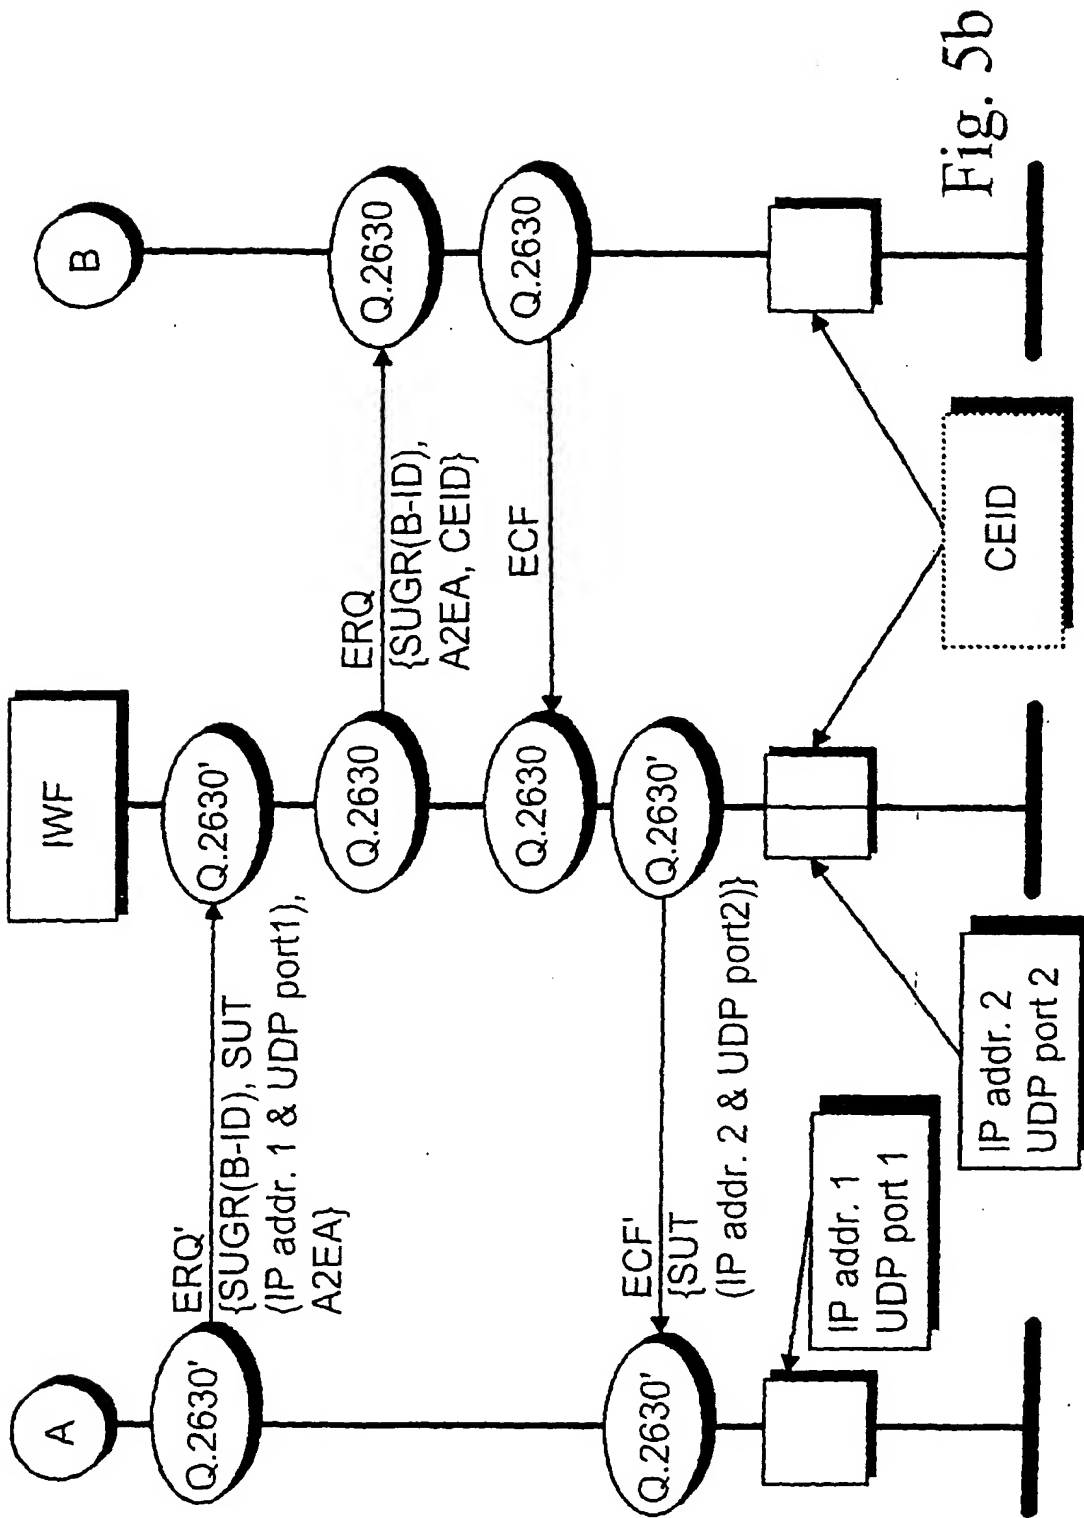 A
IWF
B
Q.2630'
ERQ'
{SUGR(B-ID), SUT
(IP addr. 1 & UDP port1),
A2EA}
Q.2630'
Q.2630
ERQ
{SUGR(B-ID),
A2EA, CEID}
Q.2630
Q.2630
ECF
Q.2630
Q.2630'
ECF'
{SUT
(IP addr. 2 & UDP port2)}
Q.2630'
IP addr. 1
UDP port 1
IP addr. 2
UDP port 2
CEID
Fig. 5b